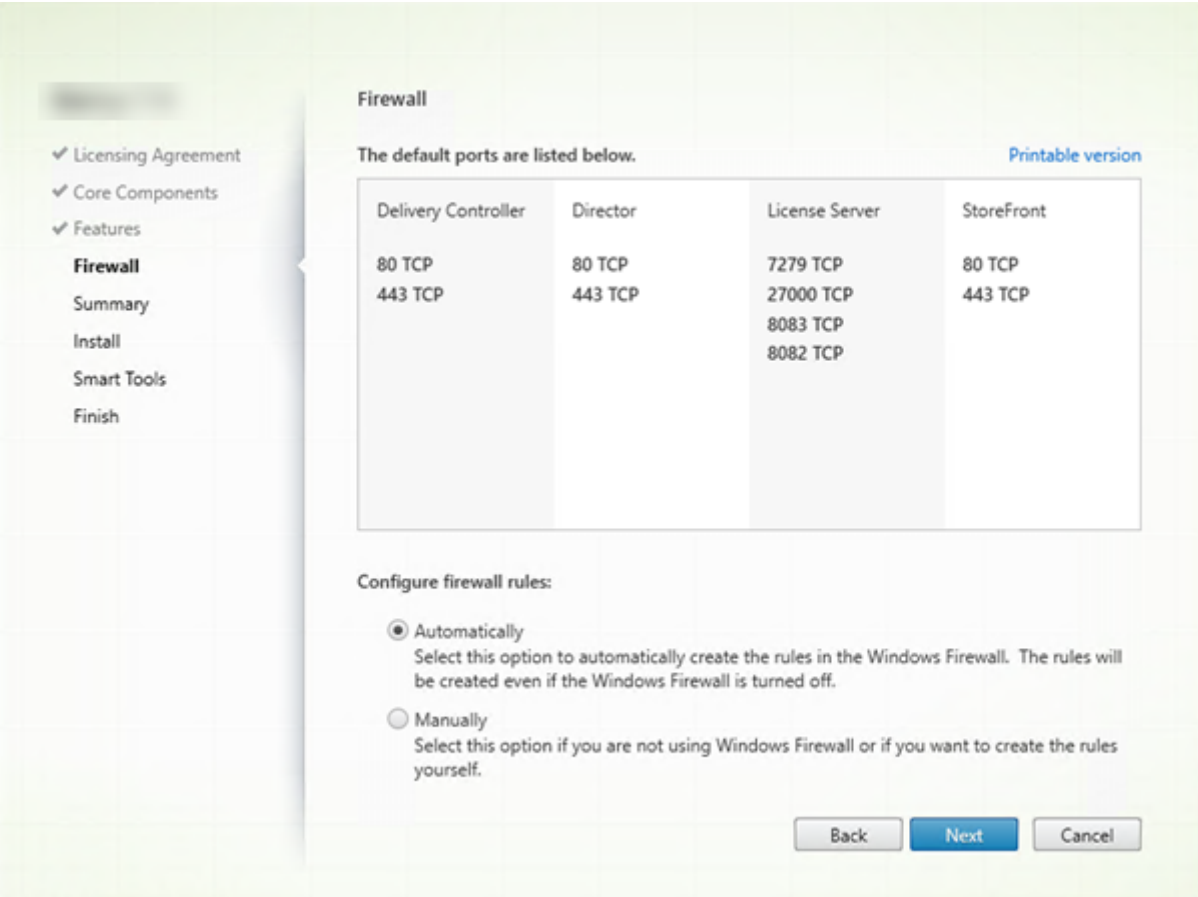 Firewall
Licensing Agreement
Core Components
Features
Firewall
Summary
Install
Smart Tools
Finish
The default ports are listed below.
Printable version
Delivery Controller
80 TCP
443 TCP
Director
80 TCP
443 TCP
License Server
7279 TCP
27000 TCP
8083 TCP
8082 TCP
StoreFront
80 TCP
443 TCP
Configure firewall rules:
Automatically
Select this option to automatically create the rules in the Windows Firewall. The rules will
be created even if the Windows Firewall is turned off.
Manually
Select this option if you are not using Windows Firewall or if you want to create the rules
yourself.
Back
Next
Cancel